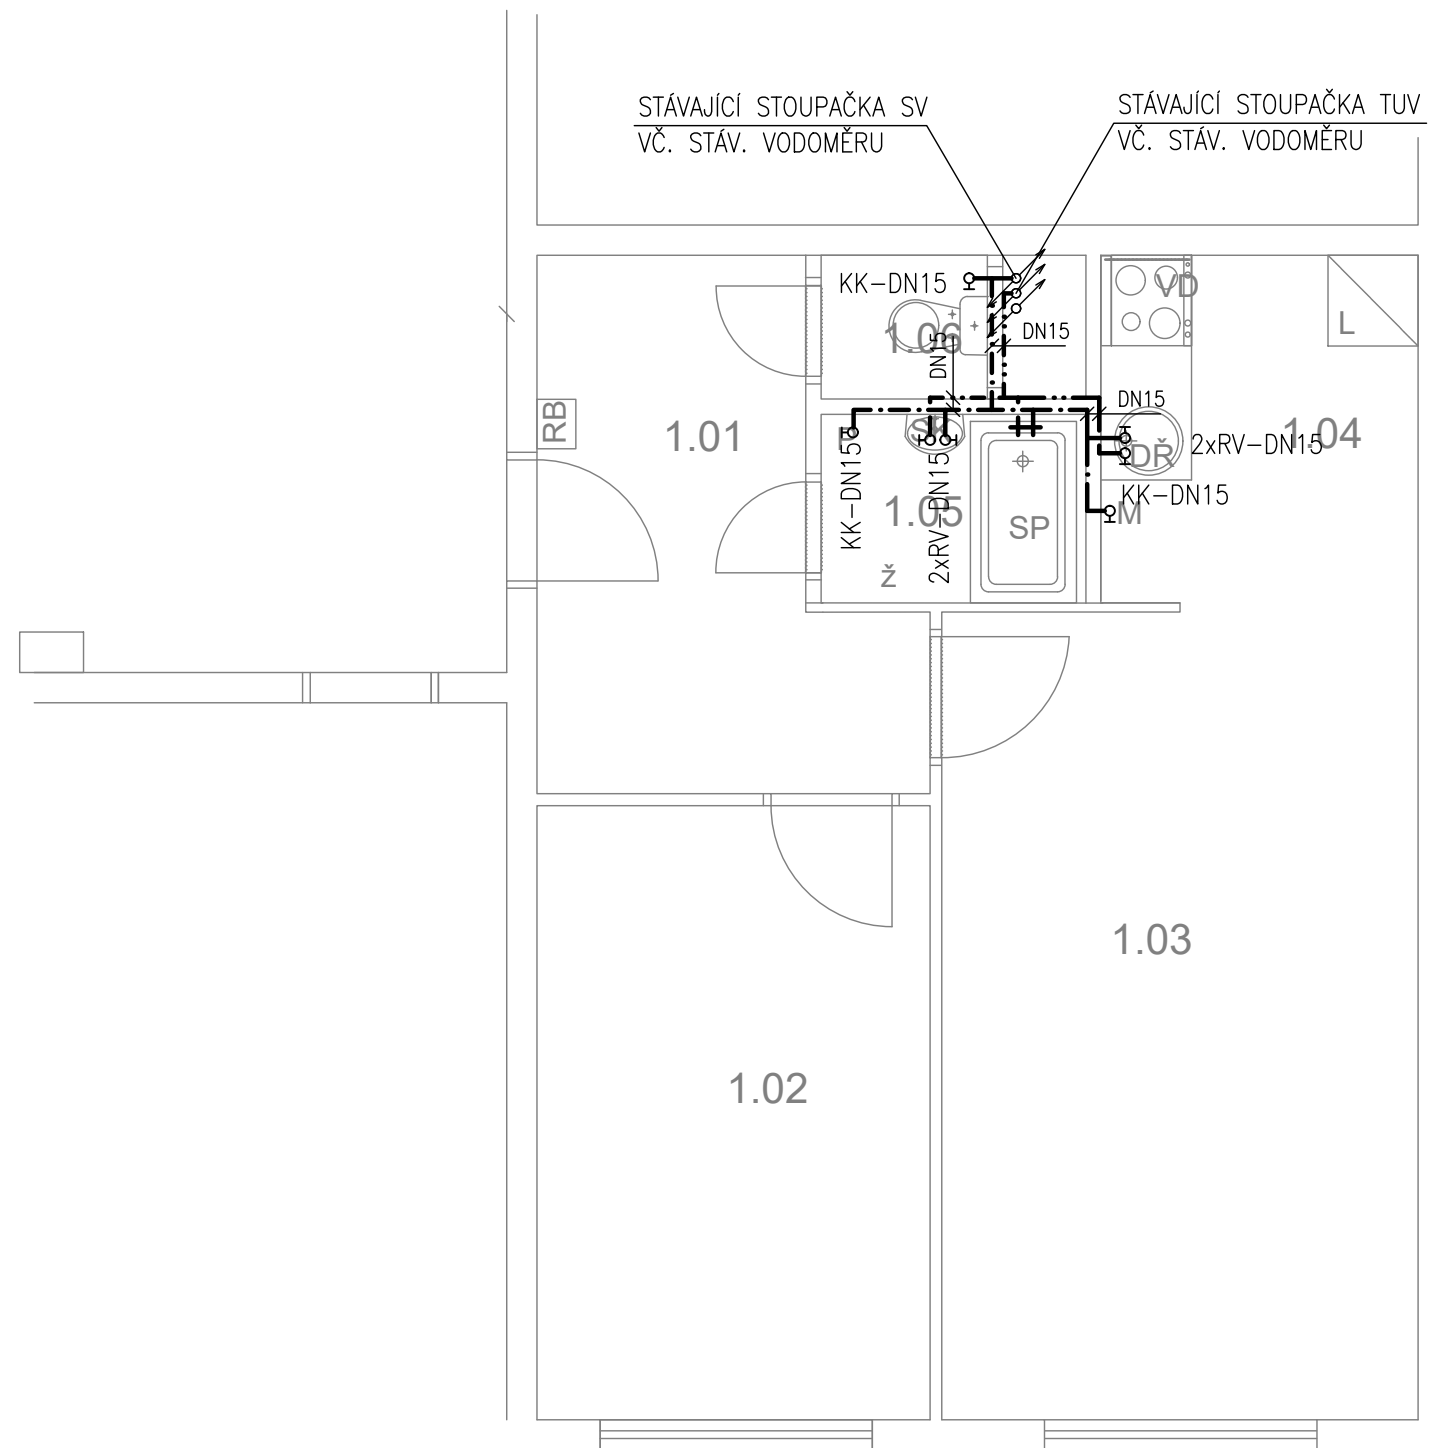 STÁVAJÍCÍ STOUPAČKA SV
VČ. STÁV. VODOMĚRU
STÁVAJÍCÍ STOUPAČKA TUV
VČ. STÁV. VODOMĚRU
KK-DN15
VD
L
1.06
DN15
DN15
DN15
RB
1.01
1.04
2xRV-DN15
DŘ
KK-DN15
M
KK-DN15
2xRV-DN15
1.05
SP
Ž
1.03
1.02